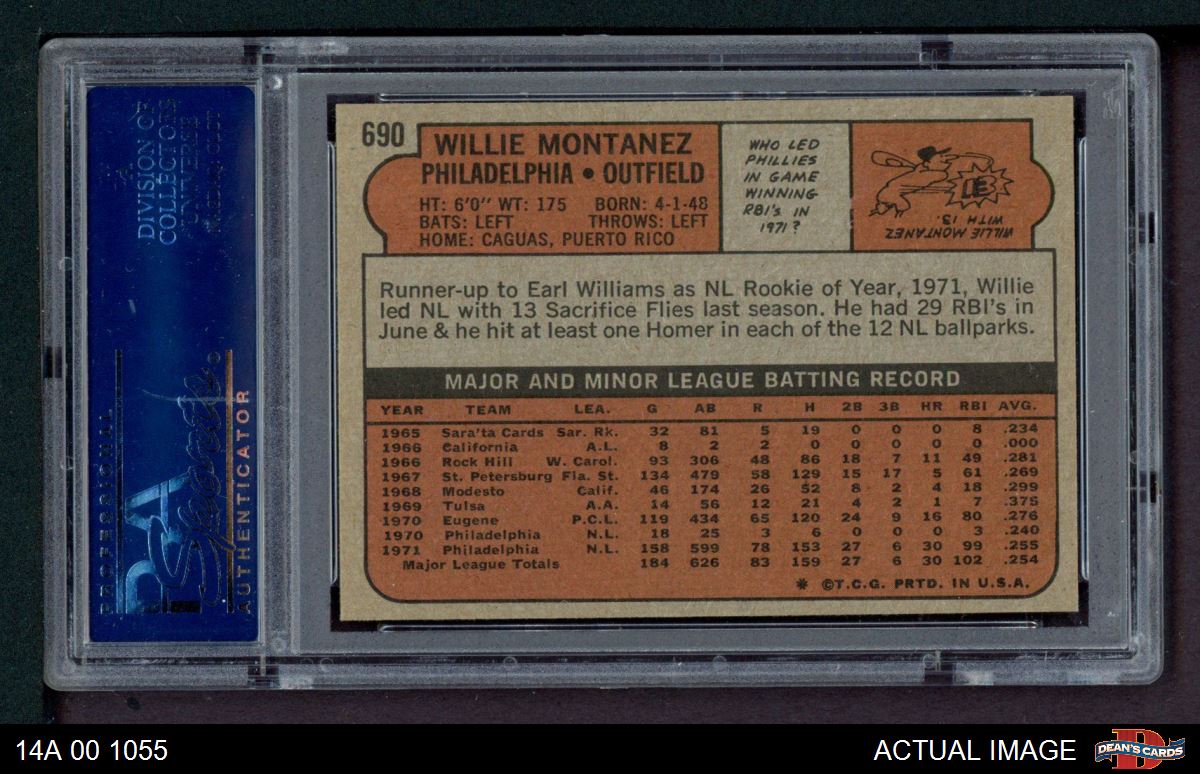 DIVISION OF
COLLECTORS
UNIVERSE
PROFESSIONAL
PSA
Sports
AUTHENTICATOR
690
WILLIE MONTANEZ
PHILADELPHIA • OUTFIELD
HT: 6'0" WT: 175 BORN: 4-1-48
BATS: LEFT THROWS: LEFT
HOME: CAGUAS, PUERTO RICO
WHO LED
PHILLIES
IN GAME
WINNING
RBI'S IN
1971?
WILLIE MONTANEZ
WITH 13.
Runner-up to Earl Williams as NL Rookie of Year, 1971, Willie
led NL with 13 Sacrifice Flies last season. He had 29 RBI's in
June & he hit at least one Homer in each of the 12 NL ballparks.
MAJOR AND MINOR LEAGUE BATTING RECORD
YEAR TEAM LEA. G AB R H 2B 3B HR RBI AVG.
1965 Sara'ta Cards Sar. Rk. 32 81 5 19 0 0 0 8 .234
1966 California A.L. 8 2 2 0 0 0 0 0 .000
1966 Rock Hill W. Carol. 93 306 48 86 18 7 11 49 .281
1967 St. Petersburg Fla. St. 134 479 58 129 15 17 5 61 .269
1968 Modesto Calif. 46 174 26 52 8 2 4 18 .299
1969 Tulsa A.A. 14 56 12 21 4 2 1 7 .375
1970 Eugene P.C.L. 119 434 65 120 24 9 16 80 .276
1970 Philadelphia N.L. 18 25 3 6 0 0 0 3 .240
1971 Philadelphia N.L. 158 599 78 153 27 6 30 99 .255
Major League Totals 184 626 83 159 27 6 30 102 .254
* ©T.C.G. PRTD. IN U.S.A.
14A 00 1055
ACTUAL IMAGE
DEAN'S CARDS